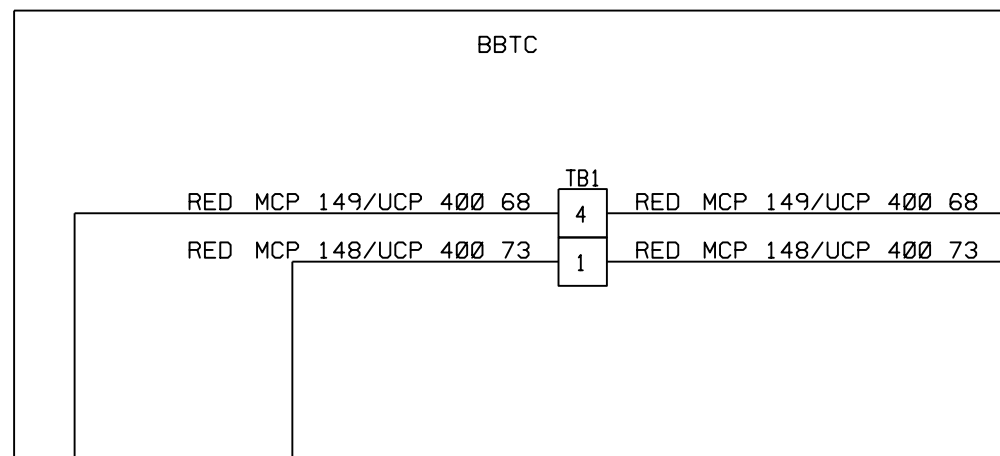 BBTC
TB1
RED MCP 149/UCP 400 68 4 RED MCP 149/UCP 400 68
RED MCP 148/UCP 400 73 1 RED MCP 148/UCP 400 73